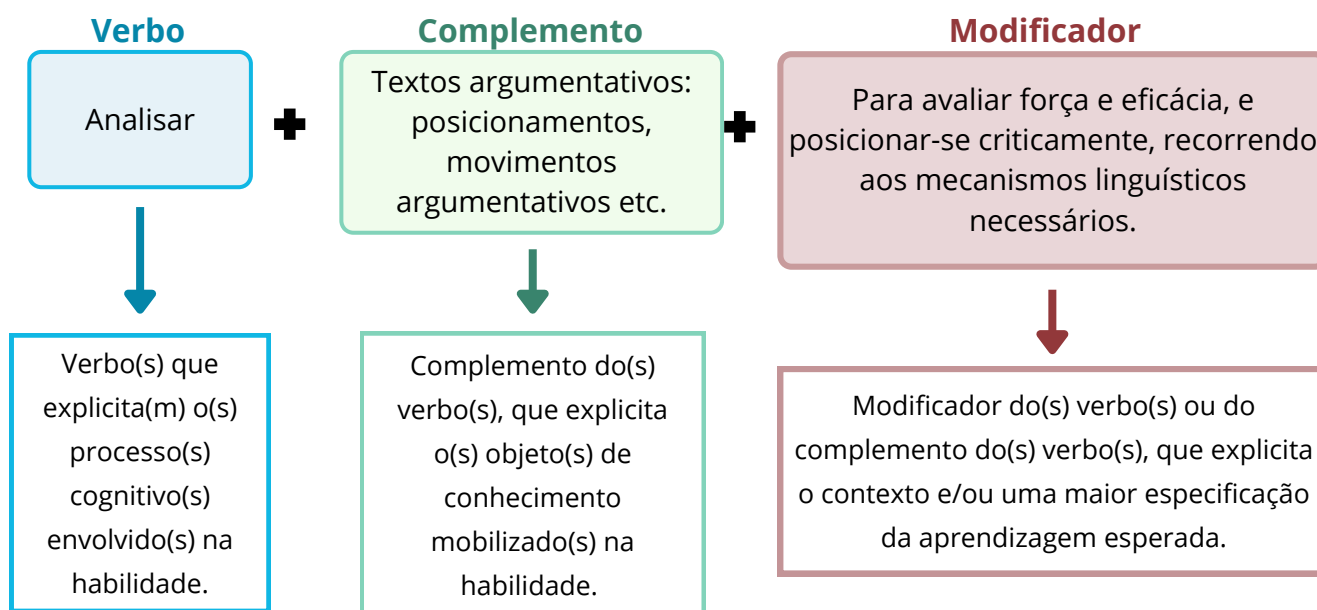 Verbo
Analisar
Verbo(s) que
explicita(m) o(s)
processo(s)
cognitivo(s)
envolvido(s) na
habilidade.
Complemento
Textos argumentativos:
posicionamentos,
movimentos
argumentativos etc.
Complemento do(s)
verbo(s), que explicita
o(s) objeto(s) de
conhecimento
mobilizado(s) na
habilidade.
Modificador
Para avaliar força e eficácia, e
posicionar-se criticamente, recorrendo
aos mecanismos linguísticos
necessários.
Modificador do(s) verbo(s) ou do
complemento do(s) verbo(s), que explicita
o contexto e/ou uma maior especificação
da aprendizagem esperada.